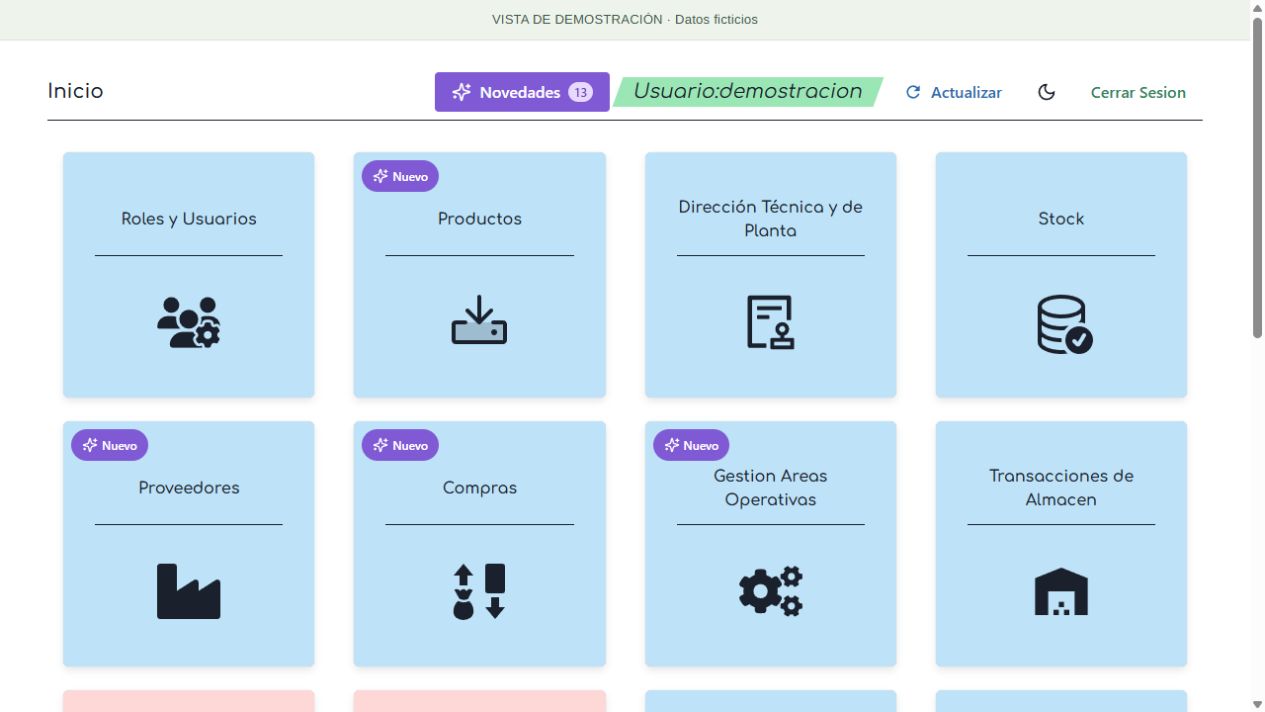 VISTA DE DEMOSTRACIÓN · Datos ficticios
Inicio
Novedades 13
Usuario:demostracion
Actualizar
Cerrar Sesion
Roles y Usuarios
Nuevo
Productos
Dirección Técnica y de
Planta
Stock
Nuevo
Proveedores
Nuevo
Compras
Nuevo
Gestion Areas
Operativas
Transacciones de
Almacen